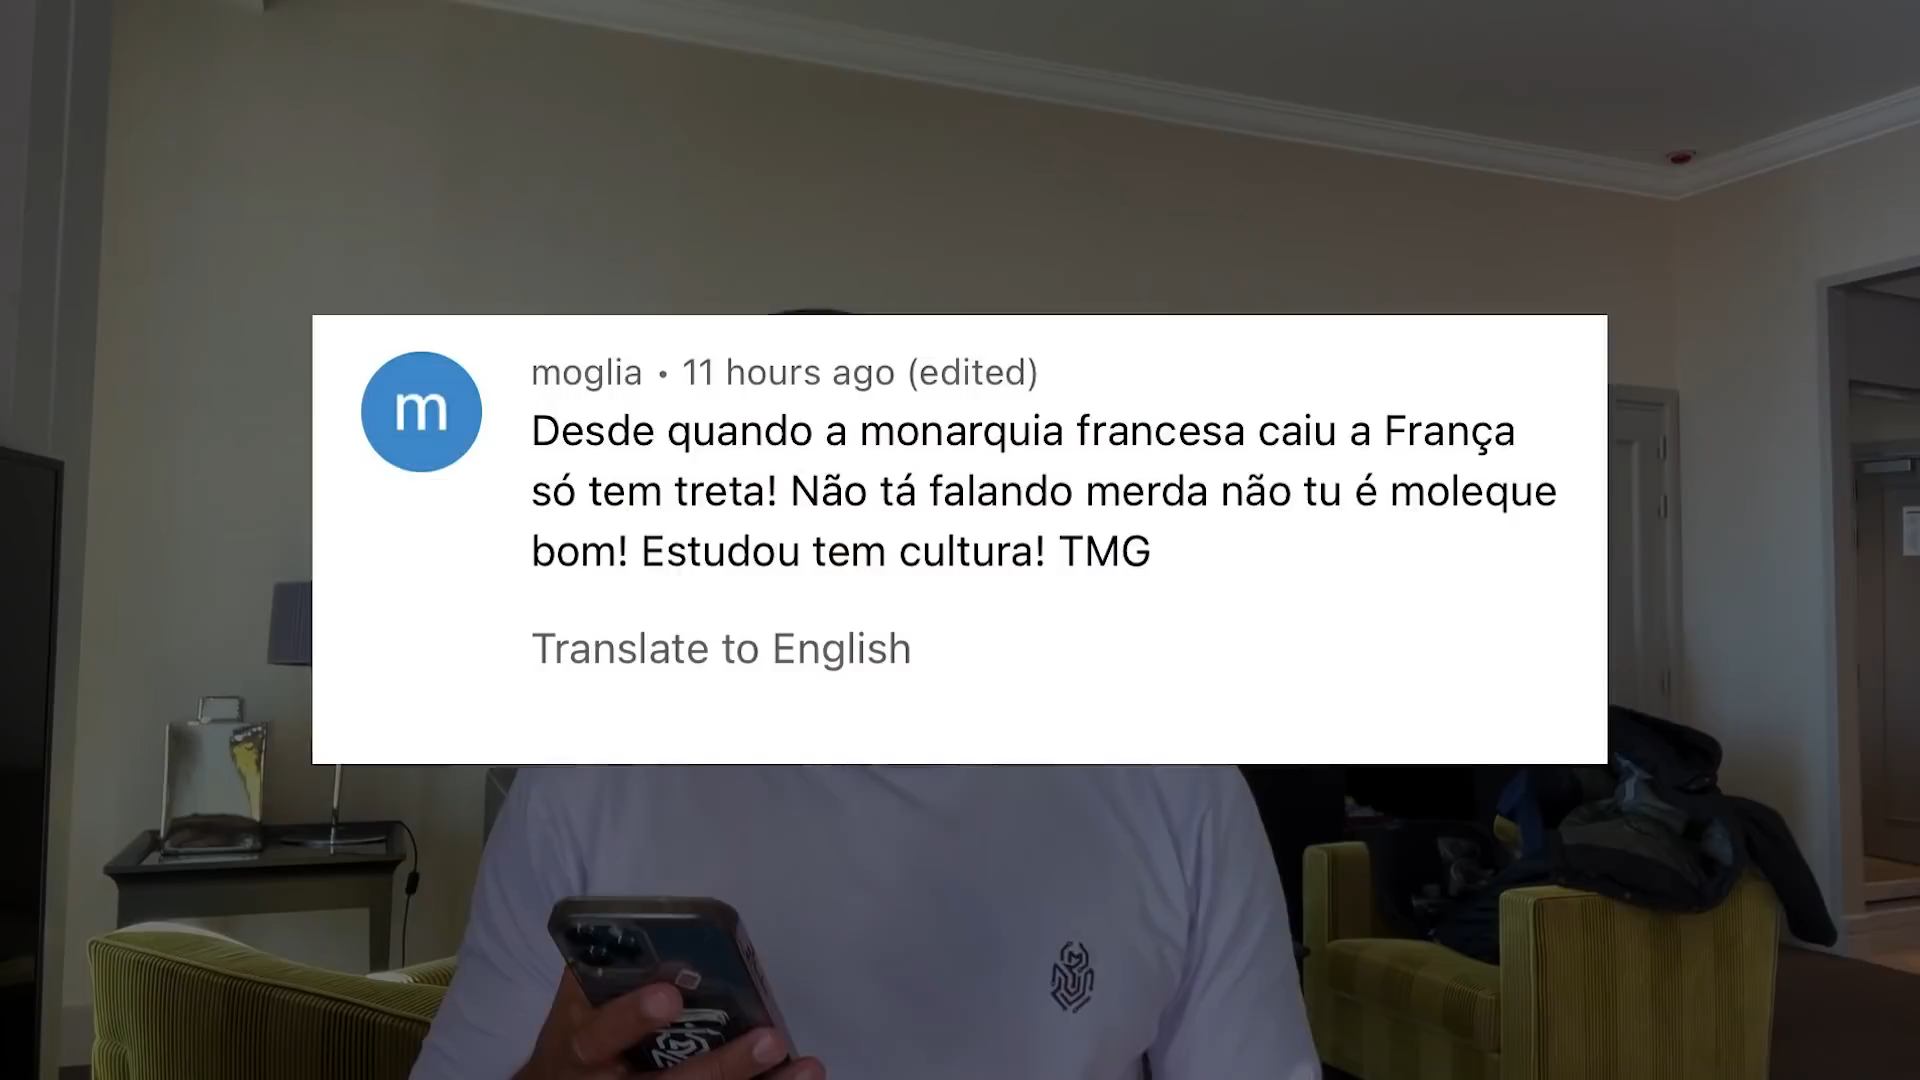 m
moglia • 11 hours ago (edited)
Desde quando a monarquia francesa caiu a França
só tem treta! Não tá falando merda não tu é moleque
bom! Estudou tem cultura! TMG
Translate to English